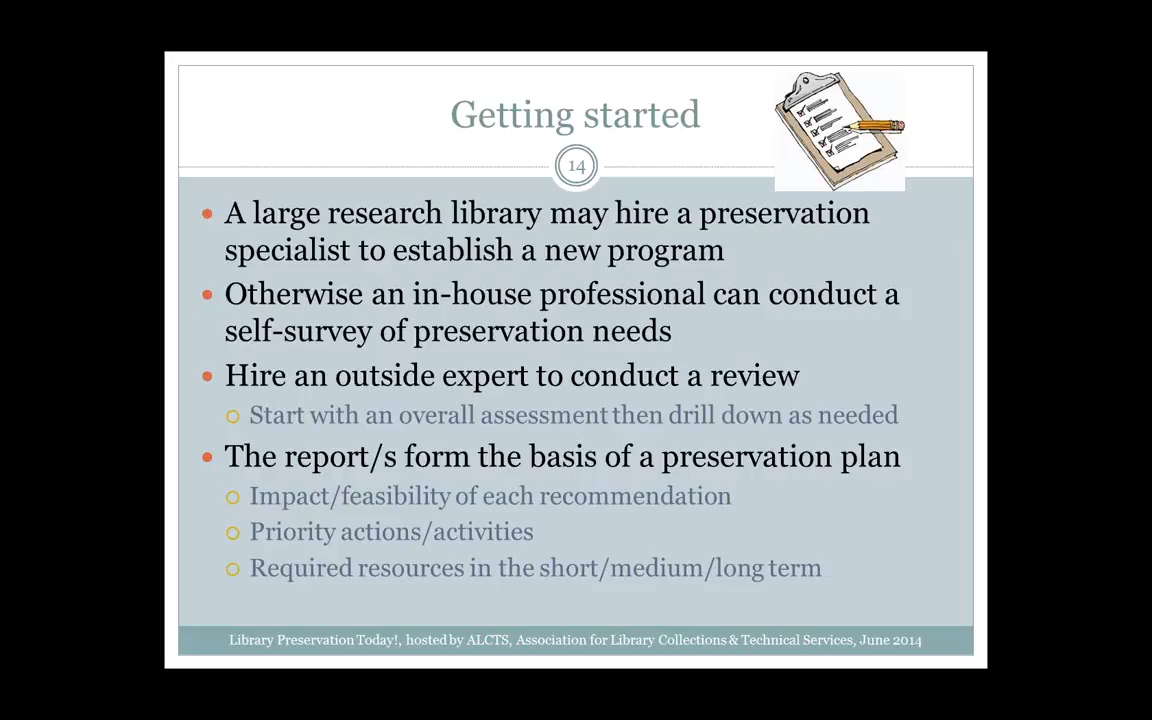 Getting started
14
A large research library may hire a preservation
specialist to establish a new program
Otherwise an in-house professional can conduct a
self-survey of preservation needs
Hire an outside expert to conduct a review
Start with an overall assessment then drill down as needed
The report/s form the basis of a preservation plan
Impact/feasibility of each recommendation
Priority actions/activities
Required resources in the short/medium/long term
Library Preservation Today!, hosted by ALCTS, Association for Library Collections & Technical Services, June 2014